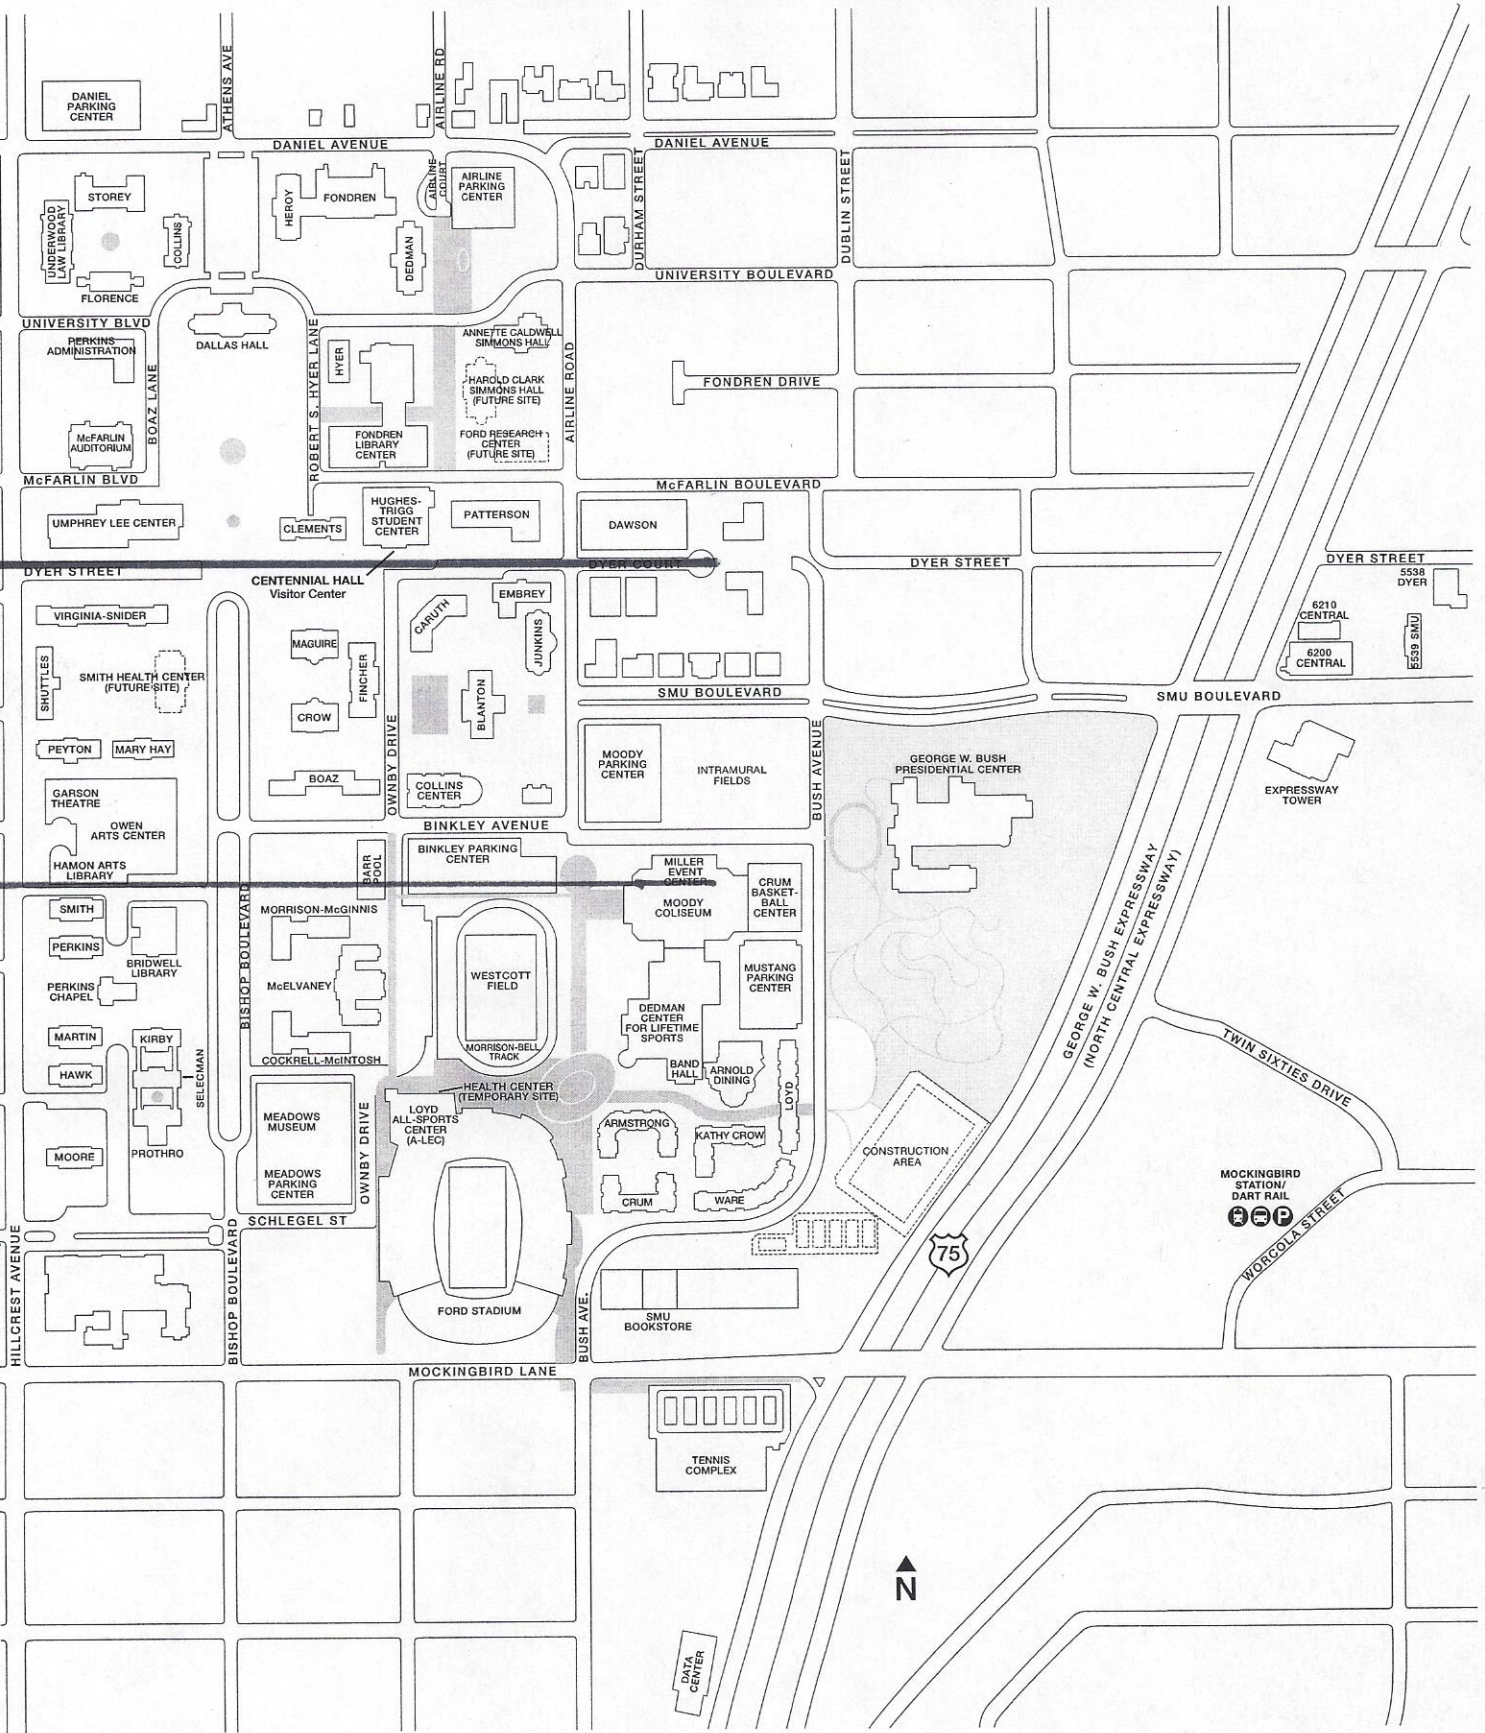 ATHENS AVE
AIRLINE RD
DANIEL
PARKING
CENTER
DANIEL AVENUE
DANIEL AVENUE
STOREY
UNDERWOOD
LAW LIBRARY
COLLINS
FLORENCE
HEROY
FONDREN
AIRLINE
COURT
AIRLINE
PARKING
CENTER
DEDMAN
DURHAM STREET
DUBLIN STREET
UNIVERSITY BOULEVARD
UNIVERSITY BLVD
PERKINS
ADMINISTRATION
DALLAS HALL
BOAZ LANE
ROBERT S. HYER LANE
HYER
ANNETTE CALDWELL
SIMMONS HALL
HAROLD CLARK
SIMMONS HALL
(FUTURE SITE)
AIRLINE ROAD
FONDREN DRIVE
McFARLIN
AUDITORIUM
FONDREN
LIBRARY
CENTER
FORD RESEARCH
CENTER
(FUTURE SITE)
McFARLIN BLVD
McFARLIN BOULEVARD
UMPHREY LEE CENTER
CLEMENTS
HUGHES-
TRIGG
STUDENT
CENTER
PATTERSON
DAWSON
DYER STREET
CENTENNIAL HALL
Visitor Center
DYER COURT
DYER STREET
DYER STREET
5538
DYER
6210
CENTRAL
6200
CENTRAL
5539 SMU
VIRGINIA-SNIDER
MAGUIRE
CARUTH
EMBREY
JUNKINS
SHUTTLES
SMITH HEALTH CENTER
(FUTURE SITE)
FINCHER
CROW
BLANTON
SMU BOULEVARD
SMU BOULEVARD
PEYTON
MARY HAY
BOAZ
OWNBY DRIVE
COLLINS
CENTER
MOODY
PARKING
CENTER
INTRAMURAL
FIELDS
BUSH AVENUE
GEORGE W. BUSH
PRESIDENTIAL CENTER
EXPRESSWAY
TOWER
GARSON
THEATRE
OWEN
ARTS CENTER
HAMON ARTS
LIBRARY
BINKLEY AVENUE
BARR
POOL
BINKLEY PARKING
CENTER
MILLER
EVENT
CENTER
MOODY
COLISEUM
CRUM
BASKET-
BALL
CENTER
SMITH
PERKINS
BRIDWELL
LIBRARY
BISHOP BOULEVARD
MORRISON-McGINNIS
McELVANEY
WESTCOTT
FIELD
MUSTANG
PARKING
CENTER
PERKINS
CHAPEL
MARTIN
KIRBY
HAWK
SELECMAN
COCKRELL-McINTOSH
MORRISON-BELL
TRACK
DEDMAN
CENTER
FOR LIFETIME
SPORTS
BAND
HALL
ARNOLD
DINING
LOYD
GEORGE W. BUSH EXPRESSWAY
(NORTH CENTRAL EXPRESSWAY)
TWIN SIXTIES DRIVE
HEALTH CENTER
(TEMPORARY SITE)
MEADOWS
MUSEUM
OWNBY DRIVE
LOYD
ALL-SPORTS
CENTER
(A-LEC)
ARMSTRONG
KATHY CROW
CONSTRUCTION
AREA
MOORE
PROTHRO
MEADOWS
PARKING
CENTER
CRUM
WARE
MOCKINGBIRD
STATION/
DART RAIL
P
WORCOLA STREET
SCHLEGEL ST
HILLCREST AVENUE
BISHOP BOULEVARD
75
FORD STADIUM
BUSH AVE.
SMU
BOOKSTORE
MOCKINGBIRD LANE
TENNIS
COMPLEX
N
DATA
CENTER